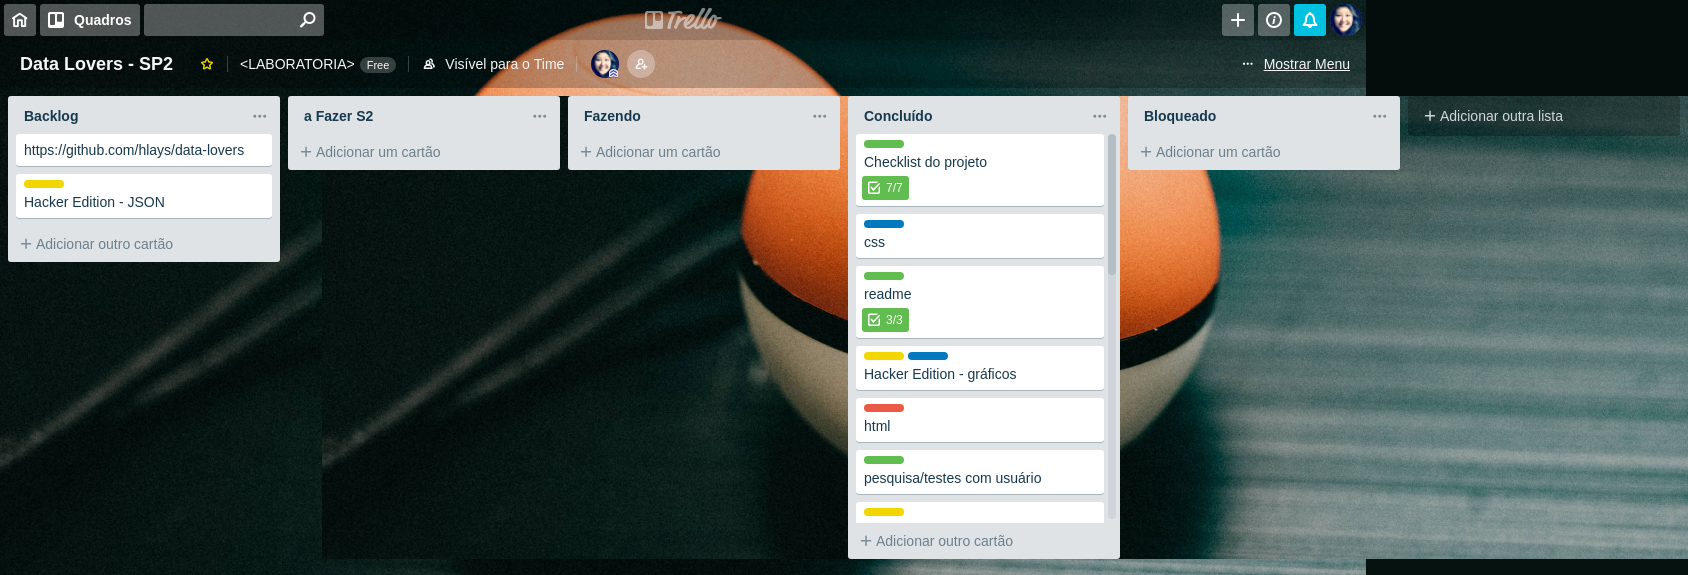 Quadros
Trello
Data Lovers - SP2
<LABORATORIA> Free
Visível para o Time
Mostrar Menu
Backlog
https://github.com/hlays/data-lovers
Hacker Edition - JSON
Adicionar outro cartão
a Fazer S2
Adicionar um cartão
Fazendo
Adicionar um cartão
Concluído
Checklist do projeto
7/7
css
readme
3/3
Hacker Edition - gráficos
html
pesquisa/testes com usuário
Adicionar outro cartão
Bloqueado
Adicionar um cartão
Adicionar outra lista